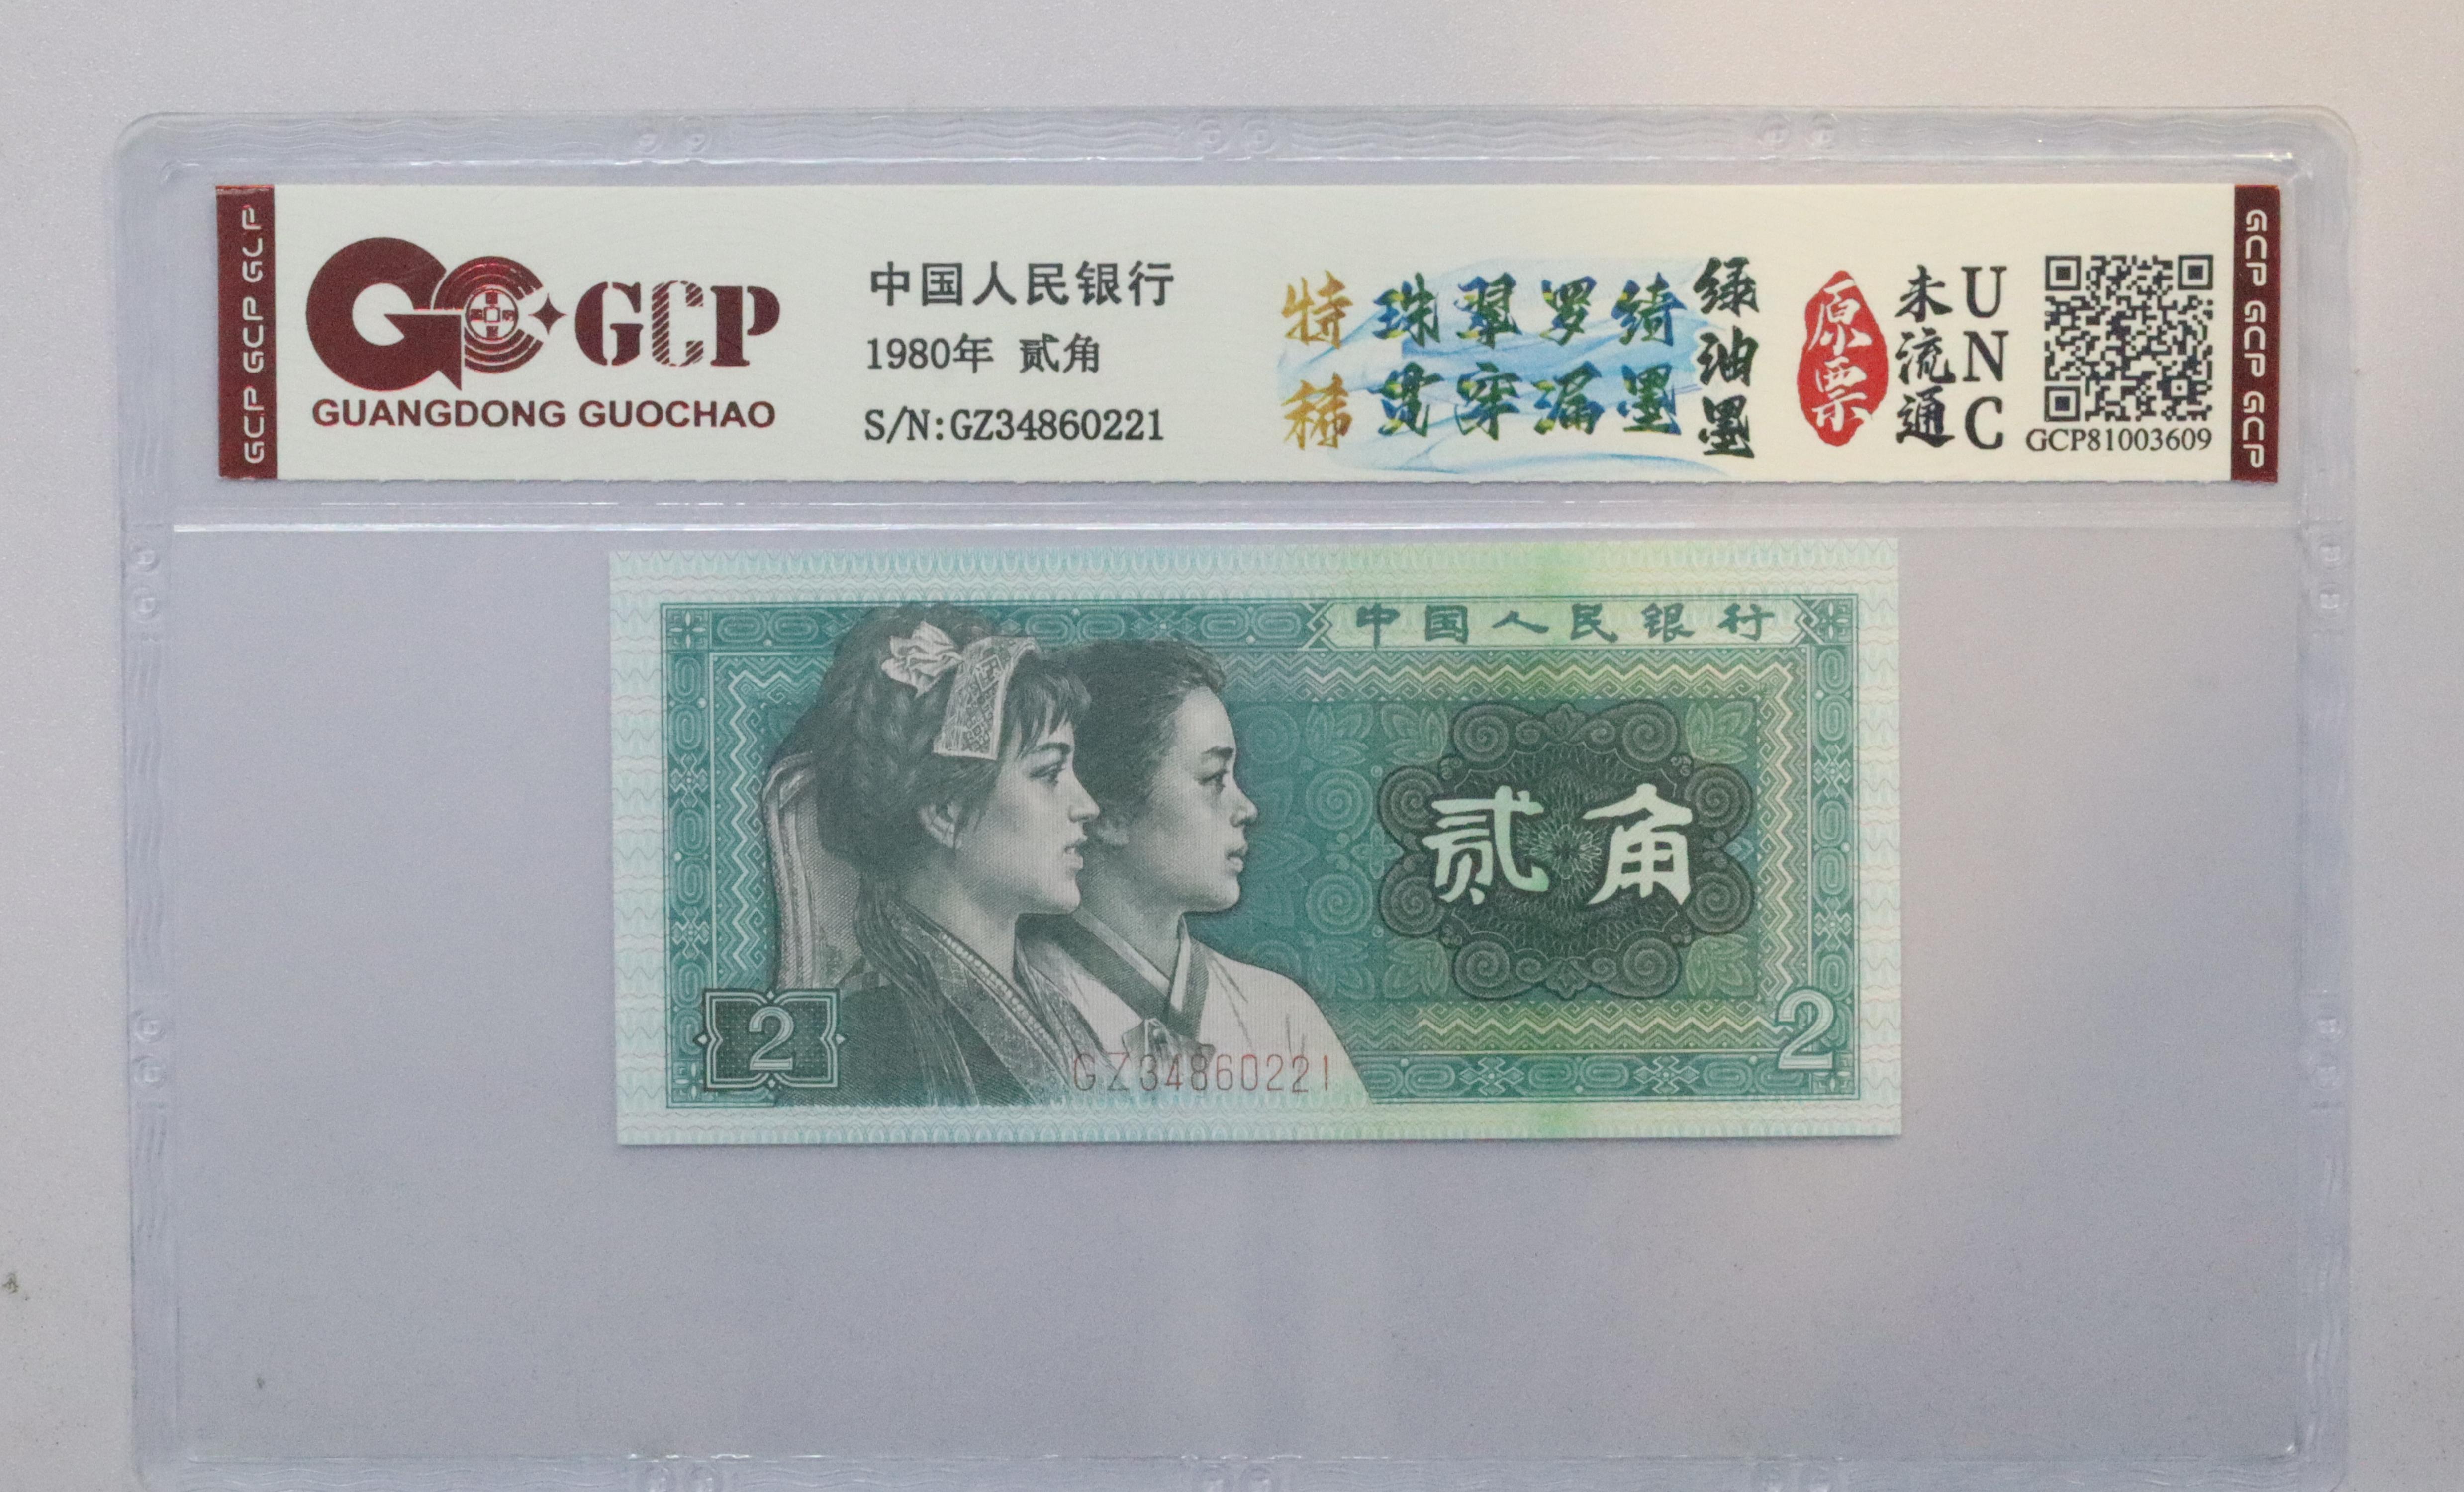 GCP GCP GCP
GCP
GUANGDONG GUOCHAO
中国人民银行
1980年 贰角
S/N:GZ34860221
特稀
珠翠罗绮
贯穿漏墨
绿油墨
原票
未流通
UNC
GCP81003609
GCP GCP GCP
中国人民银行
贰角
2
2
GZ34860221